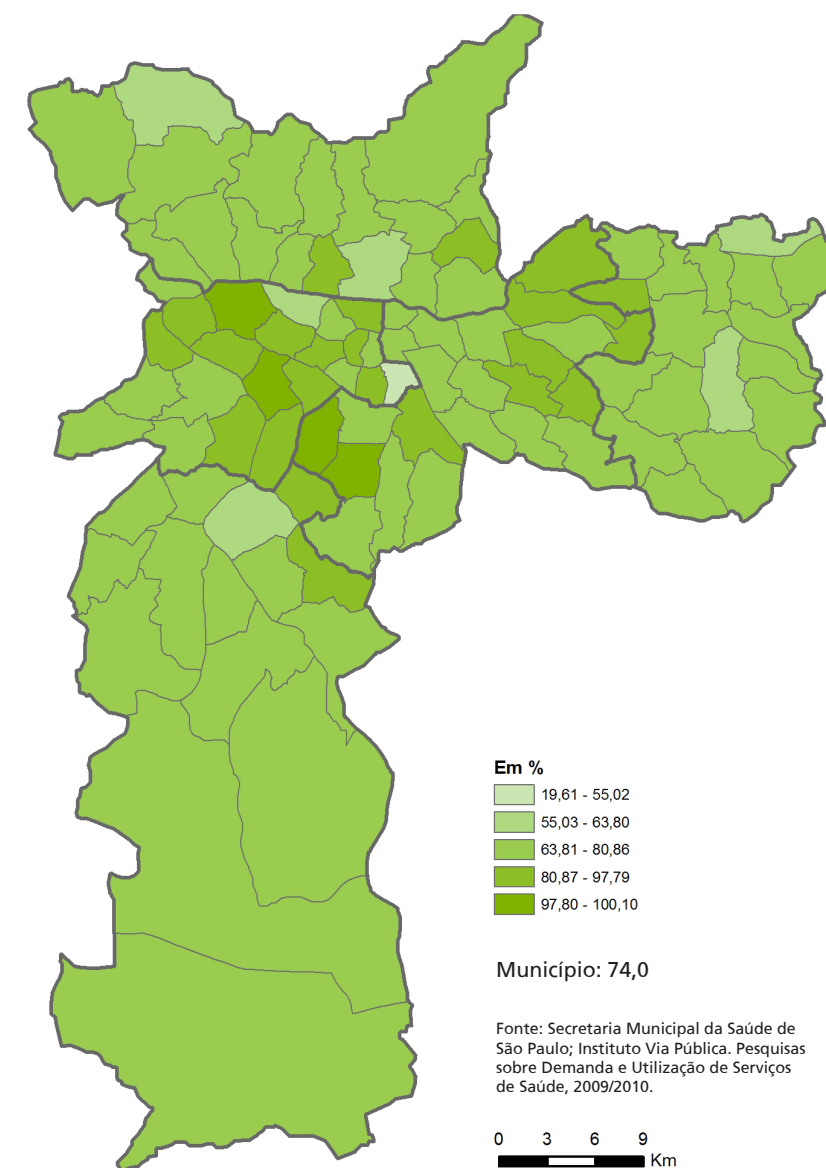 Em %
19,61 - 55,02
55,03 - 63,80
63,81 - 80,86
80,87 - 97,79
97,80 - 100,10
Município: 74,0
Fonte: Secretaria Municipal da Saúde de
São Paulo; Instituto Via Pública. Pesquisas
sobre Demanda e Utilização de Serviços
de Saúde, 2009/2010.
0 3 6 9
Km